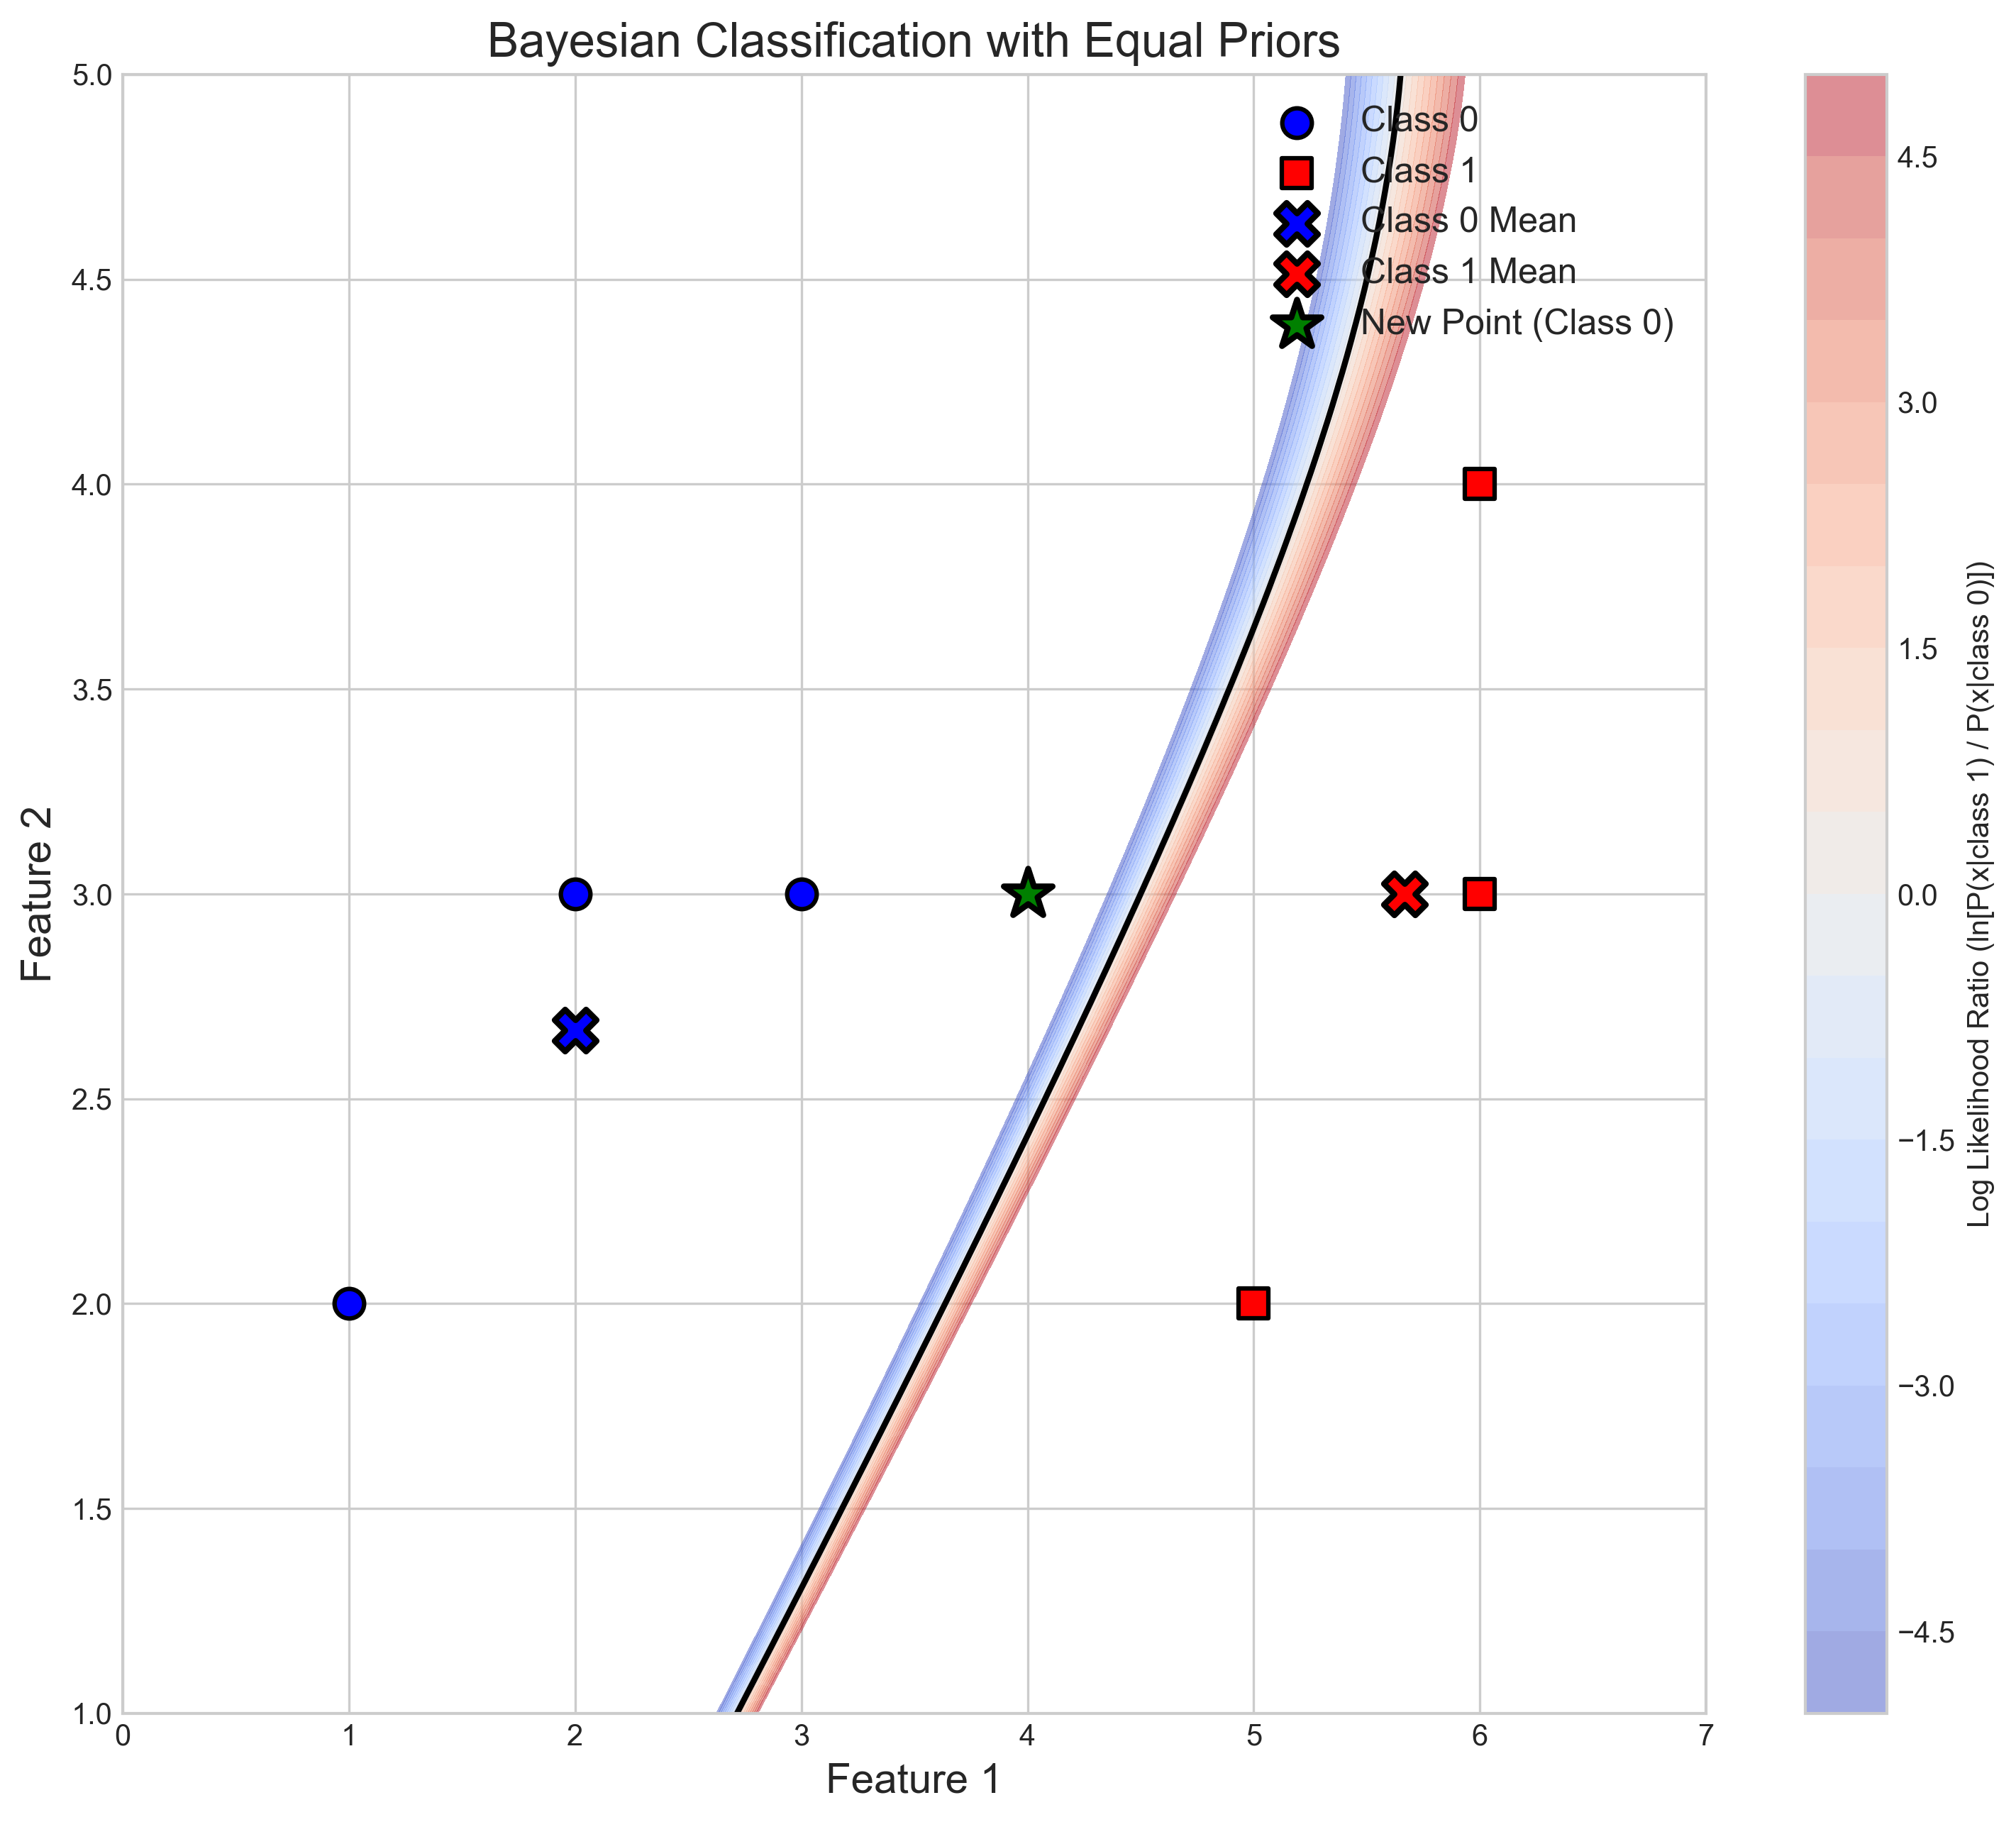 Bayesian Classification with Equal Priors
5.0
4.5
4.0
3.5
3.0
2.5
2.0
1.5
1.0
Feature 2
Class 0
Class 1
Class 0 Mean
Class 1 Mean
New Point (Class 0)
0 1 2 3 4 5 6 7
Feature 1
4.5
3.0
1.5
0.0
−1.5
−3.0
−4.5
Log Likelihood Ratio (ln[P(x|class 1) / P(x|class 0)])